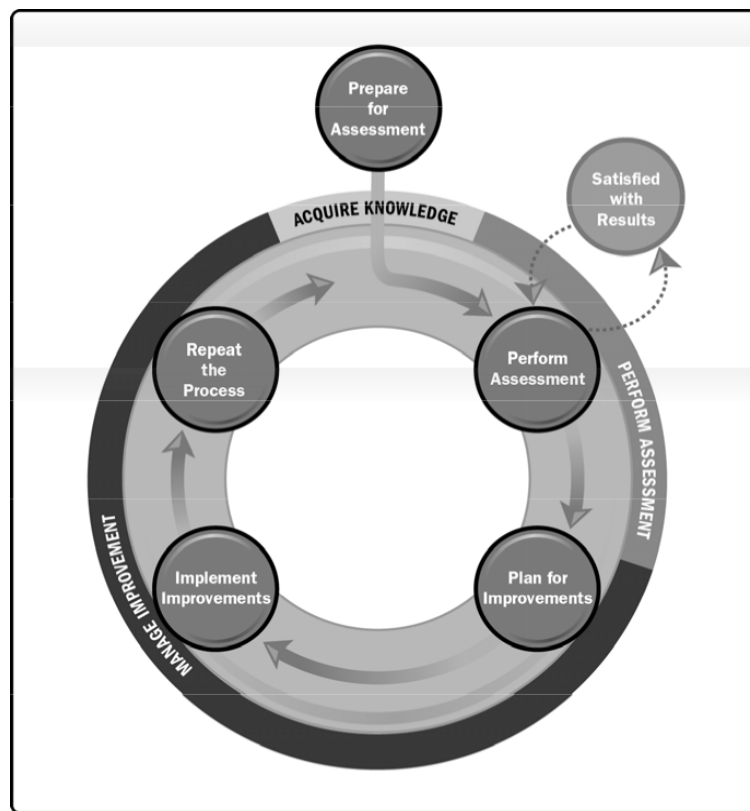 Prepare
for
Assessment
Satisfied
with
Results
ACQUIRE KNOWLEDGE
Repeat
the
Process
Perform
Assessment
PERFORM ASSESSMENT
Implement
Improvements
Plan for
Improvements
MANAGE IMPROVEMENT